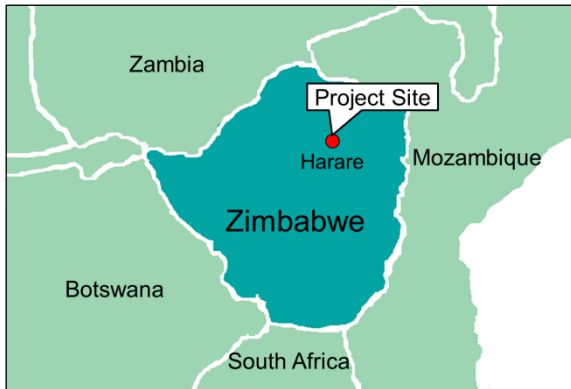 Zambia
Project Site
Harare
Mozambique
Zimbabwe
Botswana
South Africa